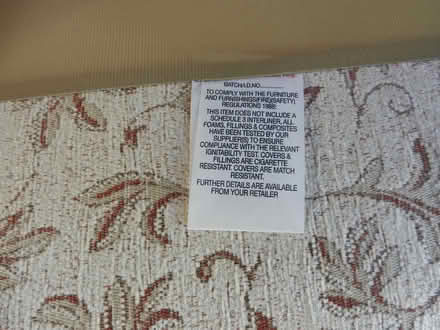 BATCH/I.D.NO.............
TO COMPLY WITH THE FURNITURE
AND FURNISHINGS(FIRE)(SAFETY)
REGULATIONS 1988:
THIS ITEM DOES NOT INCLUDE A
SCHEDULE 3 INTERLINER. ALL
FOAMS, FILLINGS & COMPOSITES
HAVE BEEN TESTED BY OUR
SUPPLIER(S) TO ENSURE
COMPLIANCE WITH THE RELEVANT
IGNITABILITY TEST. COVERS &
FILLINGS ARE CIGARETTE
RESISTANT. COVERS ARE MATCH
RESISTANT.
FURTHER DETAILS ARE AVAILABLE
FROM YOUR RETAILER